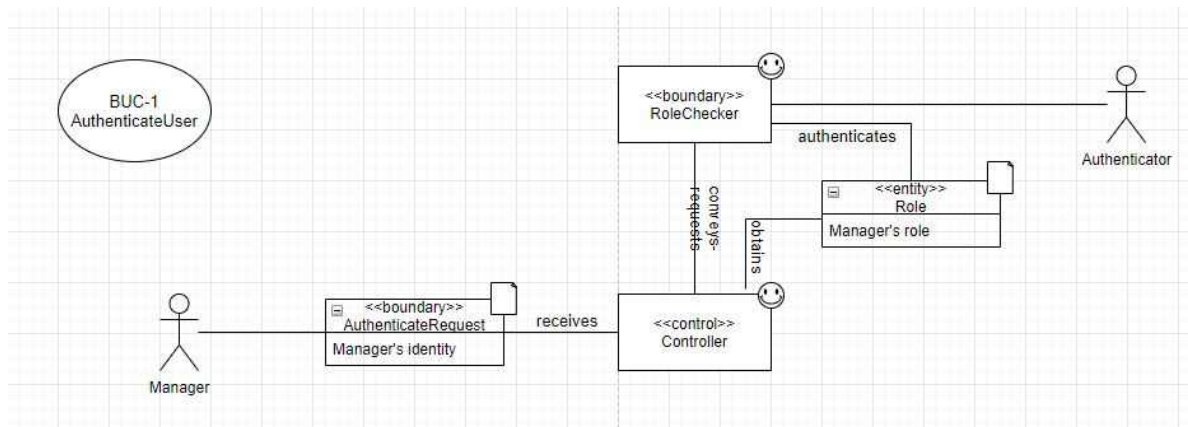 BUC-1
AuthenticateUser
<<boundary>>
RoleChecker
authenticates
Authenticator
<<entity>>
Role
Manager's role
conveys-
requests
obtains
<<boundary>>
AuthenticateRequest
Manager's identity
receives
<<control>>
Controller
Manager